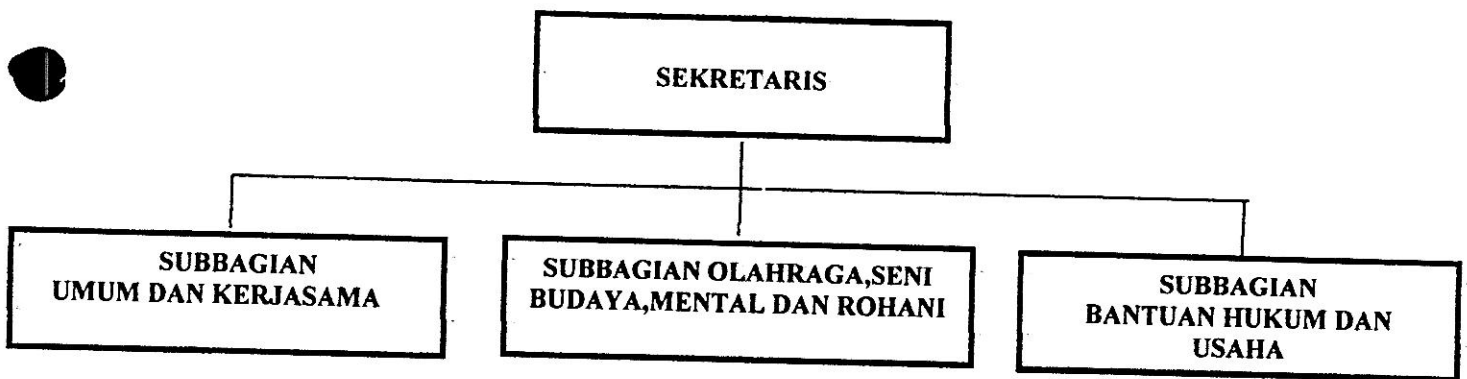 SEKRETARIS
SUBBAGIAN
UMUM DAN KERJASAMA
SUBBAGIAN OLAHRAGA,SENI
BUDAYA,MENTAL DAN ROHANI
SUBBAGIAN
BANTUAN HUKUM DAN
USAHA